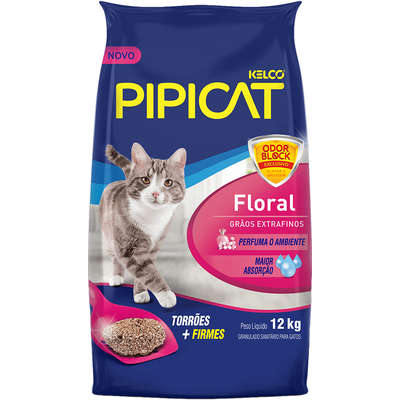 NOVO
KELCO
PIPICAT
ODOR
BLOCK
EXCLUSIVO
Floral
GRÃOS EXTRAFINOS
PERFUMA O AMBIENTE
MAIOR
ABSORÇÃO
TORRÕES
+ FIRMES
Peso Líquido 12 kg
GRANULADO SANITÁRIO PARA GATOS